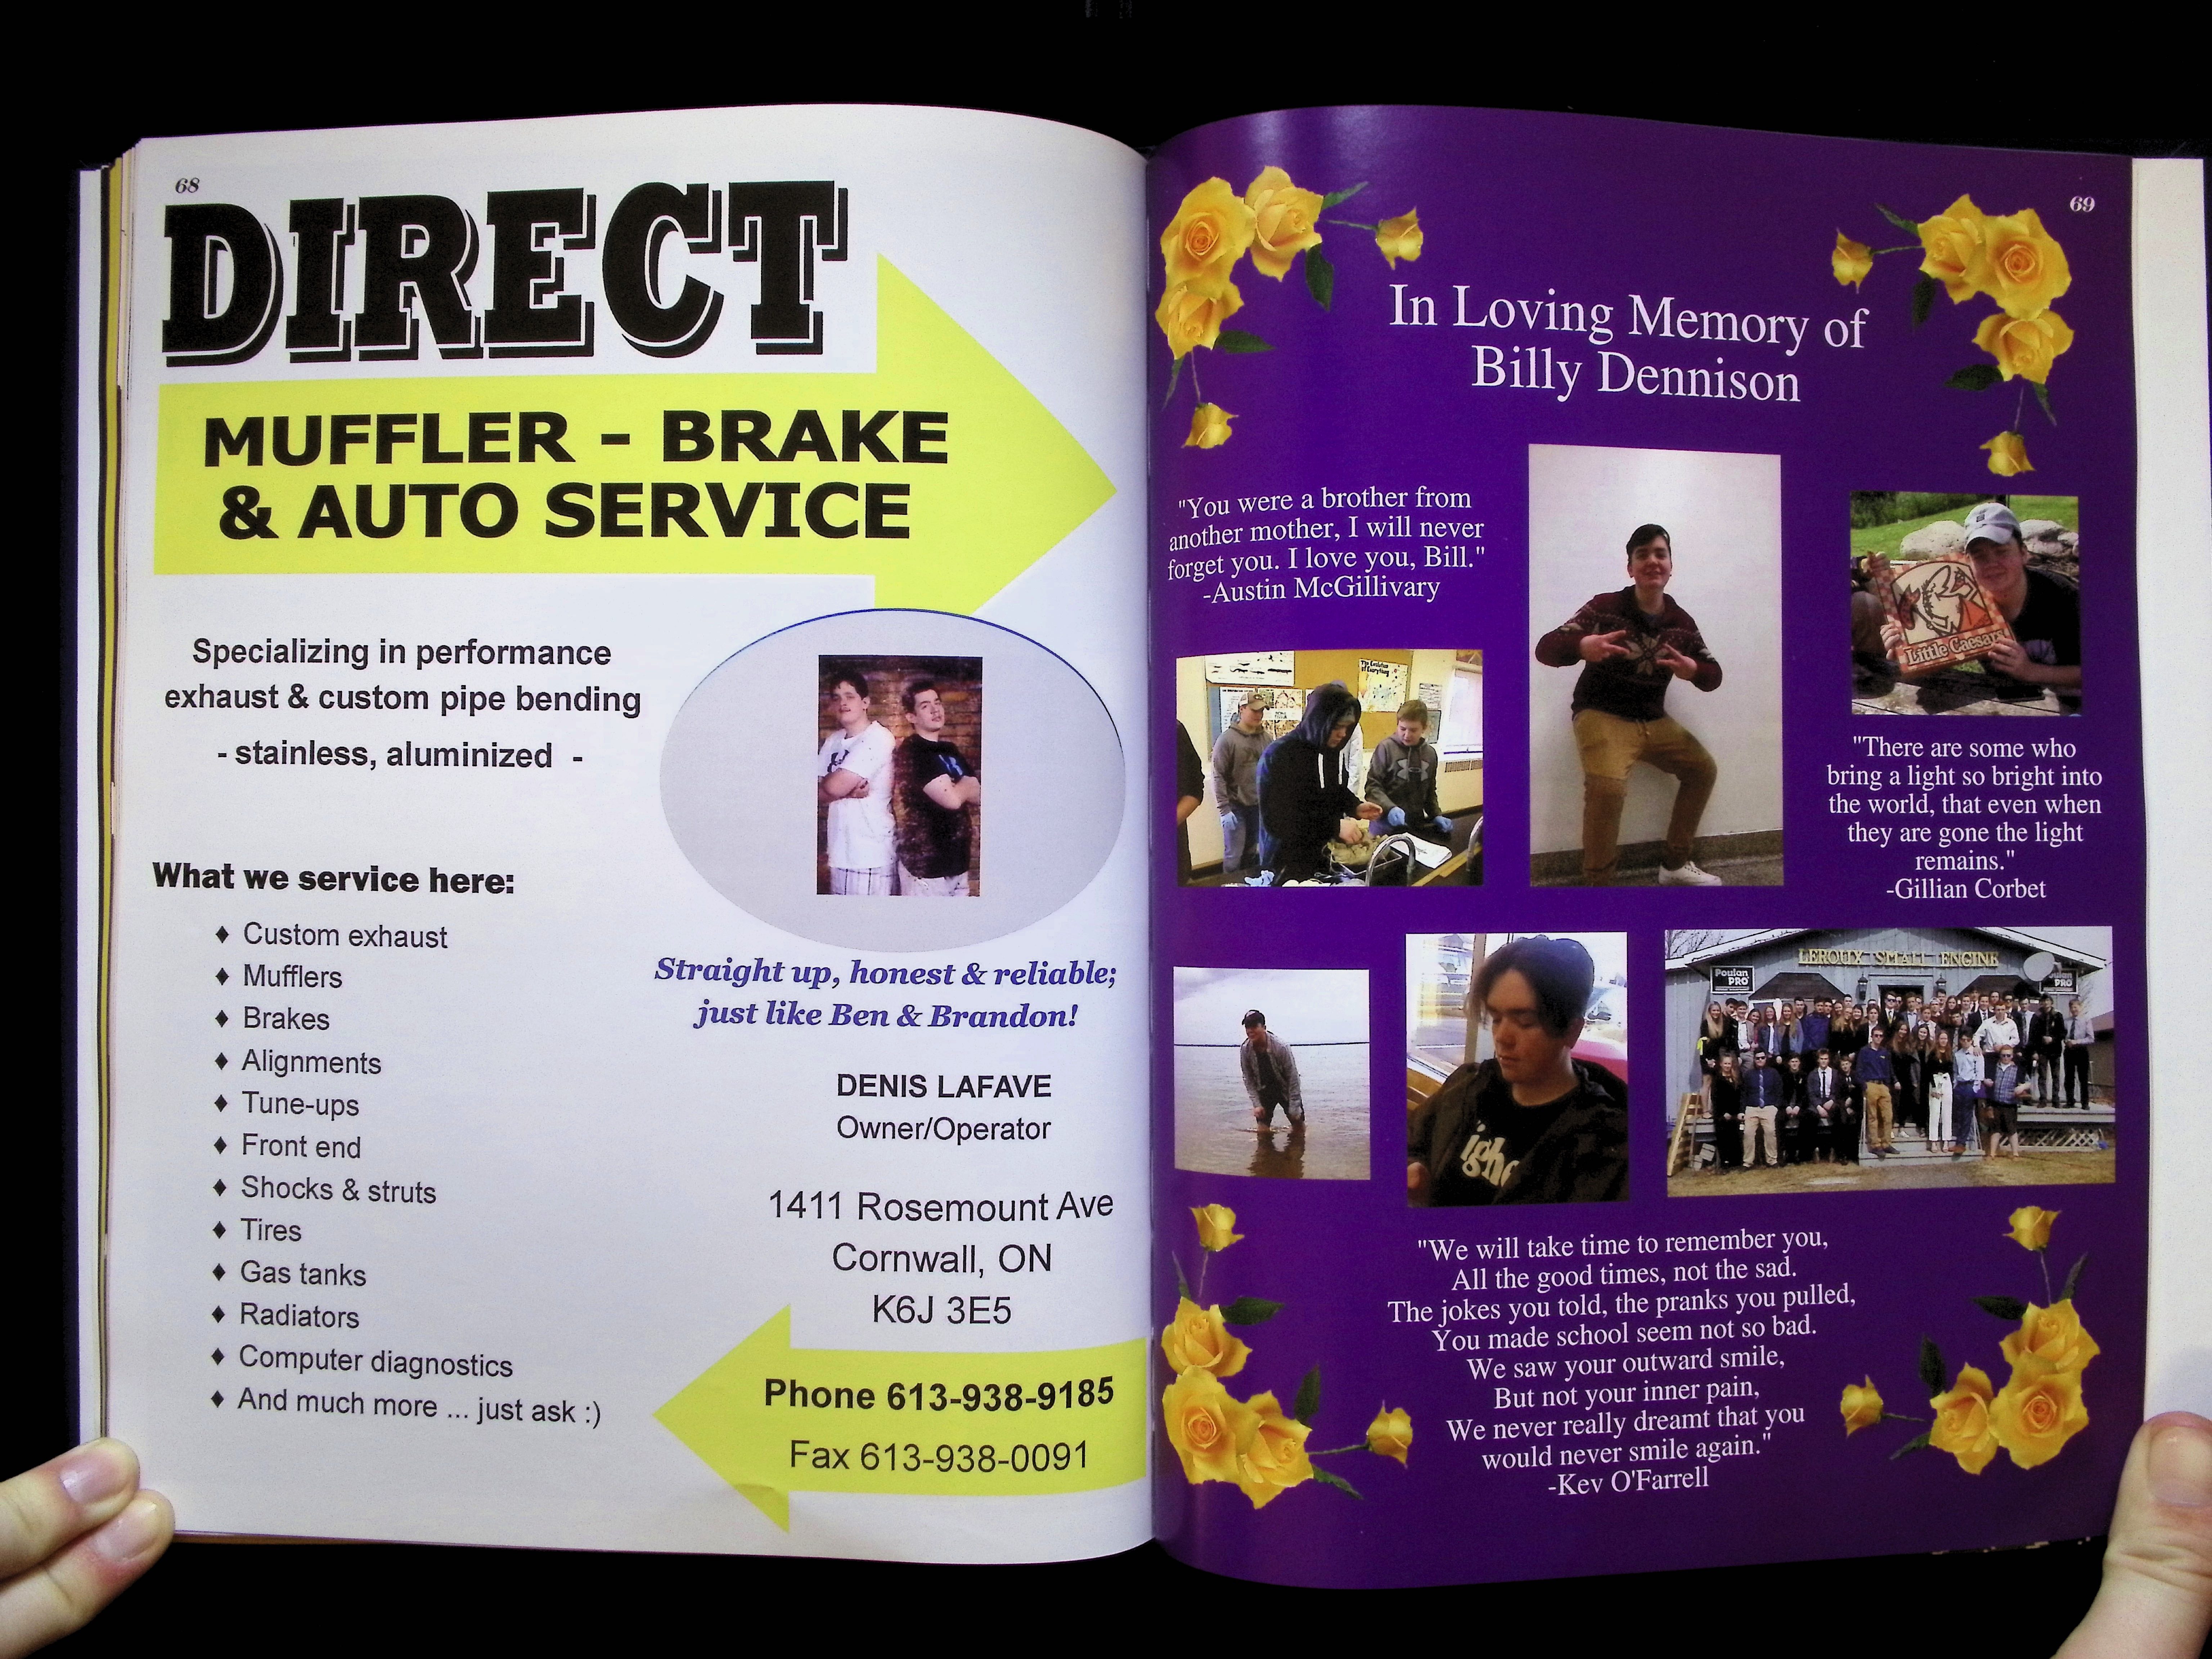 68
DIRECT
MUFFLER - BRAKE
& AUTO SERVICE
Specializing in performance
exhaust & custom pipe bending
- stainless, aluminized -
What we service here:
♦ Custom exhaust
♦ Mufflers
♦ Brakes
♦ Alignments
♦ Tune-ups
♦ Front end
♦ Shocks & struts
♦ Tires
♦ Gas tanks
♦ Radiators
♦ Computer diagnostics
♦ And much more ... just ask :)
Straight up, honest & reliable;
just like Ben & Brandon!
DENIS LAFAVE
Owner/Operator
1411 Rosemount Ave
Cornwall, ON
K6J 3E5
Phone 613-938-9185
Fax 613-938-0091
69
In Loving Memory of
Billy Dennison
"You were a brother from
another mother, I will never
forget you. I love you, Bill."
-Austin McGillivary
The Evolution
of Everything
Little Caesars
"There are some who
bring a light so bright into
the world, that even when
they are gone the light
remains."
-Gillian Corbet
LEROUX SMALL ENGINE
Poulan
PRO
Poulan
PRO
"We will take time to remember you,
All the good times, not the sad.
The jokes you told, the pranks you pulled,
You made school seem not so bad.
We saw your outward smile,
But not your inner pain,
We never really dreamt that you
would never smile again."
-Kev O'Farrell